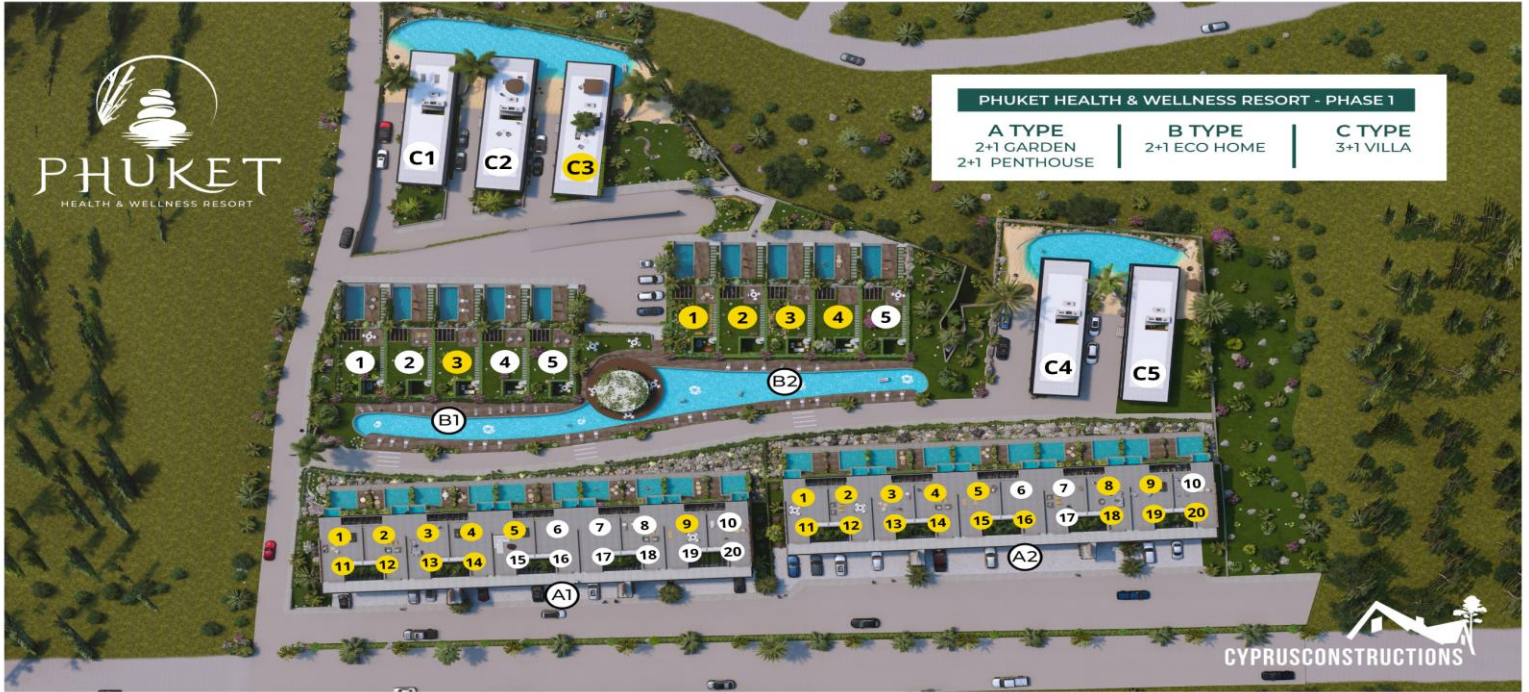 PHUKET
HEALTH & WELLNESS RESORT
PHUKET HEALTH & WELLNESS RESORT - PHASE 1
A TYPE
2+1 GARDEN
2+1 PENTHOUSE
B TYPE
2+1 ECO HOME
C TYPE
3+1 VILLA
C1 C2 C3
1 2 3 4 5
B2
1 2 3 4 5
B1
C4 C5
1 2 3 4 5 6 7 8 9 10
11 12 13 14 15 16 17 18 19 20
A1
1 2 3 4 5 6 7 8 9 10
11 12 13 14 15 16 17 18 19 20
A2
CYPRUSCONSTRUCTIONS